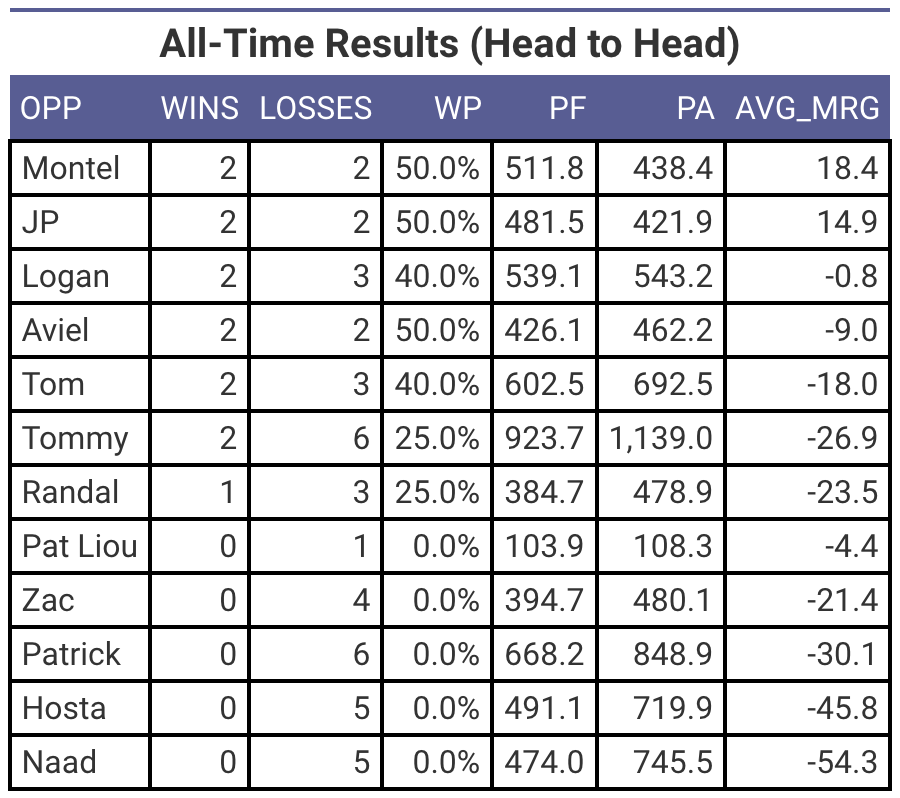 All-Time Results (Head to Head)
OPP WINS LOSSES WP PF PA AVG_MRG
Montel 2 2 50.0% 511.8 438.4 18.4
JP 2 2 50.0% 481.5 421.9 14.9
Logan 2 3 40.0% 539.1 543.2 -0.8
Aviel 2 2 50.0% 426.1 462.2 -9.0
Tom 2 3 40.0% 602.5 692.5 -18.0
Tommy 2 6 25.0% 923.7 1,139.0 -26.9
Randal 1 3 25.0% 384.7 478.9 -23.5
Pat Liou 0 1 0.0% 103.9 108.3 -4.4
Zac 0 4 0.0% 394.7 480.1 -21.4
Patrick 0 6 0.0% 668.2 848.9 -30.1
Hosta 0 5 0.0% 491.1 719.9 -45.8
Naad 0 5 0.0% 474.0 745.5 -54.3